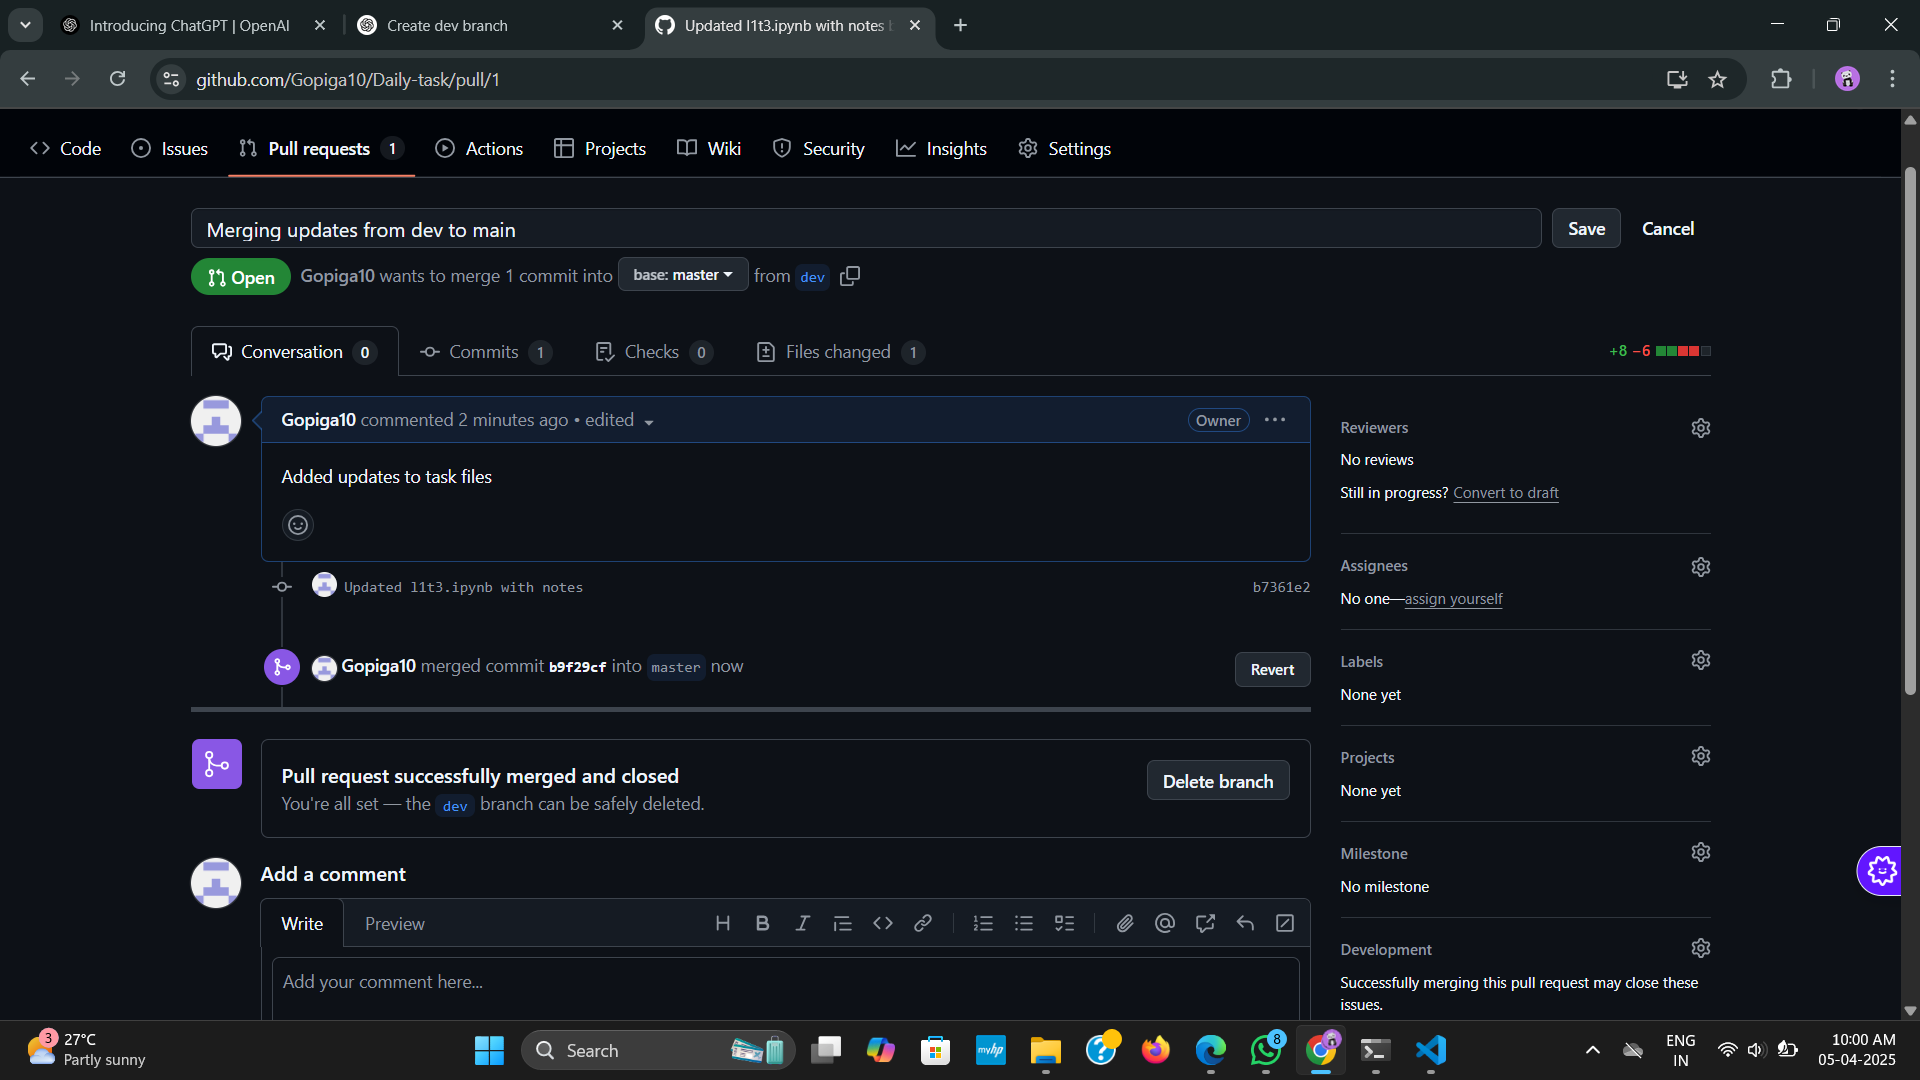 Introducing ChatGPT | OpenAI
Create dev branch
Updated l1t3.ipynb with notes
github.com/Gopiga10/Daily-task/pull/1
Code
Issues
Pull requests 1
Actions
Projects
Wiki
Security
Insights
Settings
Merging updates from dev to main
Save
Cancel
Open
Gopiga10 wants to merge 1 commit into base: master from dev
Conversation 0
Commits 1
Checks 0
Files changed 1
+8 −6
Gopiga10 commented 2 minutes ago • edited
Owner
Added updates to task files
Updated l1t3.ipynb with notes
b7361e2
Gopiga10 merged commit b9f29cf into master now
Revert
Pull request successfully merged and closed
You're all set — the dev branch can be safely deleted.
Delete branch
Add a comment
Write
Preview
Add your comment here...
Reviewers
No reviews
Still in progress? Convert to draft
Assignees
No one—assign yourself
Labels
None yet
Projects
None yet
Milestone
No milestone
Development
Successfully merging this pull request may close these
issues.
3
27°C
Partly sunny
Search
myhp
8
ENG
IN
10:00 AM
05-04-2025